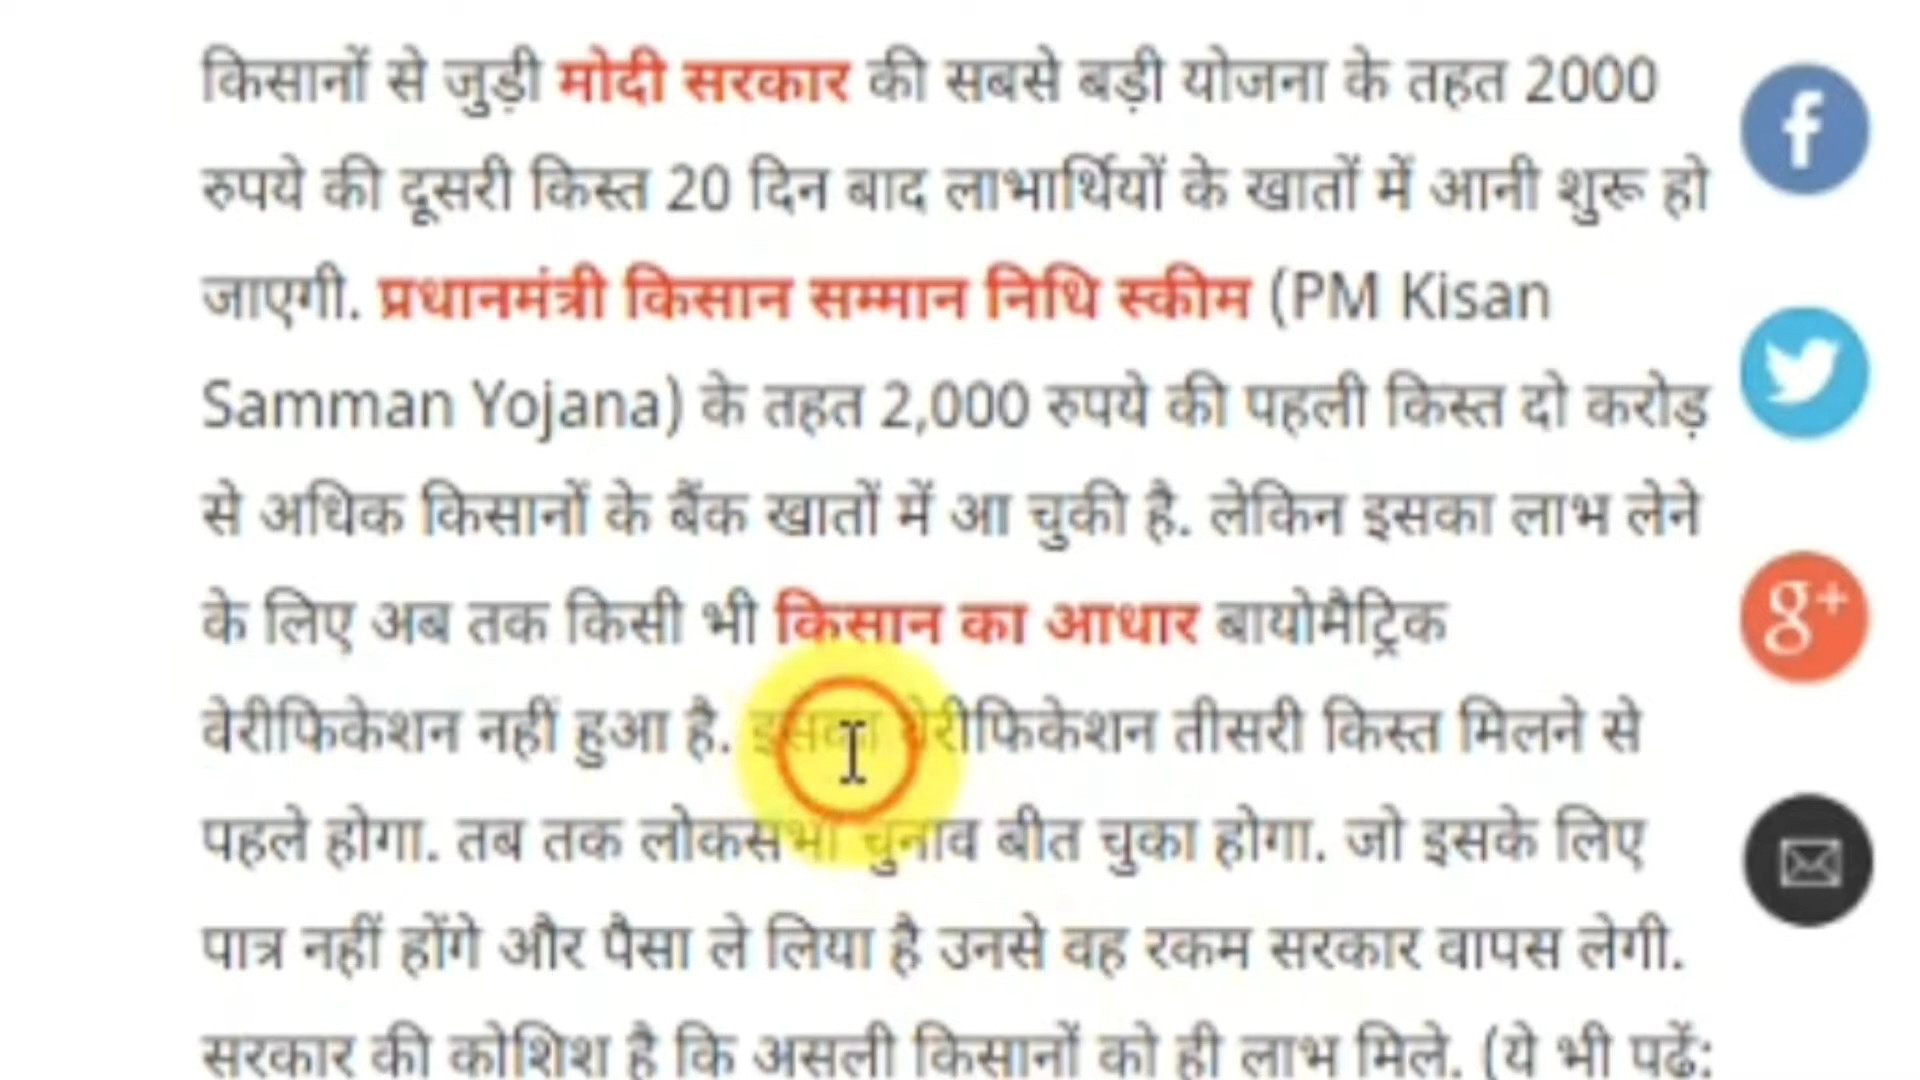 किसानों से जुड़ी मोदी सरकार की सबसे बड़ी योजना के तहत 2000
रुपये की दूसरी किस्त 20 दिन बाद लाभार्थियों के खातों में आनी शुरू हो
जाएगी. प्रधानमंत्री किसान सम्मान निधि स्कीम (PM Kisan
Samman Yojana) के तहत 2,000 रुपये की पहली किस्त दो करोड़
से अधिक किसानों के बैंक खातों में आ चुकी है. लेकिन इसका लाभ लेने
के लिए अब तक किसी भी किसान का आधार बायोमैट्रिक
वेरीफिकेशन नहीं हुआ है. इसका वेरीफिकेशन तीसरी किस्त मिलने से
पहले होगा. तब तक लोकसभा चुनाव बीत चुका होगा. जो इसके लिए
पात्र नहीं होंगे और पैसा ले लिया है उनसे वह रकम सरकार वापस लेगी.
सरकार की कोशिश है कि असली किसानों को ही लाभ मिले. (ये भी पढें:
f
g+